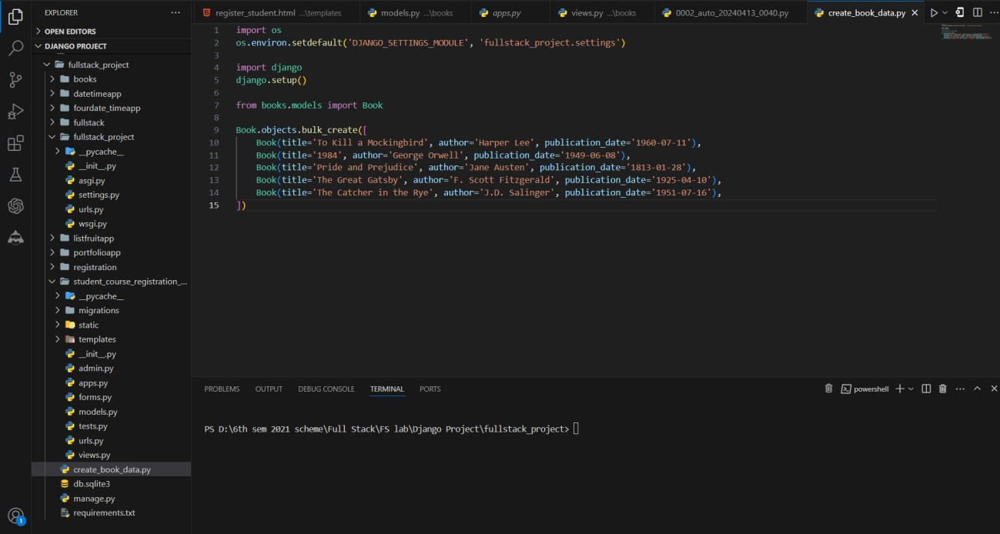 EXPLORER ···
OPEN EDITORS
DJANGO PROJECT
fullstack_project
books
datetimeapp
fourdate_timeapp
fullstack
fullstack_project
__pycache__
__init__.py
asgi.py
settings.py
urls.py
wsgi.py
listfruitapp
portfolioapp
registration
student_course_registration_...
__pycache__
migrations
static
templates
__init__.py
admin.py
apps.py
forms.py
models.py
tests.py
urls.py
views.py
create_book_data.py
db.sqlite3
manage.py
requirements.txt
1
register_student.html ...\templates models.py ...\books apps.py views.py ...\books 0002_auto_20240413_0040.py create_book_data.py
1 import os
2 os.environ.setdefault('DJANGO_SETTINGS_MODULE', 'fullstack_project.settings')
3
4 import django
5 django.setup()
6
7 from books.models import Book
8
9 Book.objects.bulk_create([
10 Book(title='To Kill a Mockingbird', author='Harper Lee', publication_date='1960-07-11'),
11 Book(title='1984', author='George Orwell', publication_date='1949-06-08'),
12 Book(title='Pride and Prejudice', author='Jane Austen', publication_date='1813-01-28'),
13 Book(title='The Great Gatsby', author='F. Scott Fitzgerald', publication_date='1925-04-10'),
14 Book(title='The Catcher in the Rye', author='J.D. Salinger', publication_date='1951-07-16'),
15 ])
PROBLEMS OUTPUT DEBUG CONSOLE TERMINAL PORTS powershell
PS D:\6th sem 2021 scheme\Full Stack\FS lab\Django Project\fullstack_project>